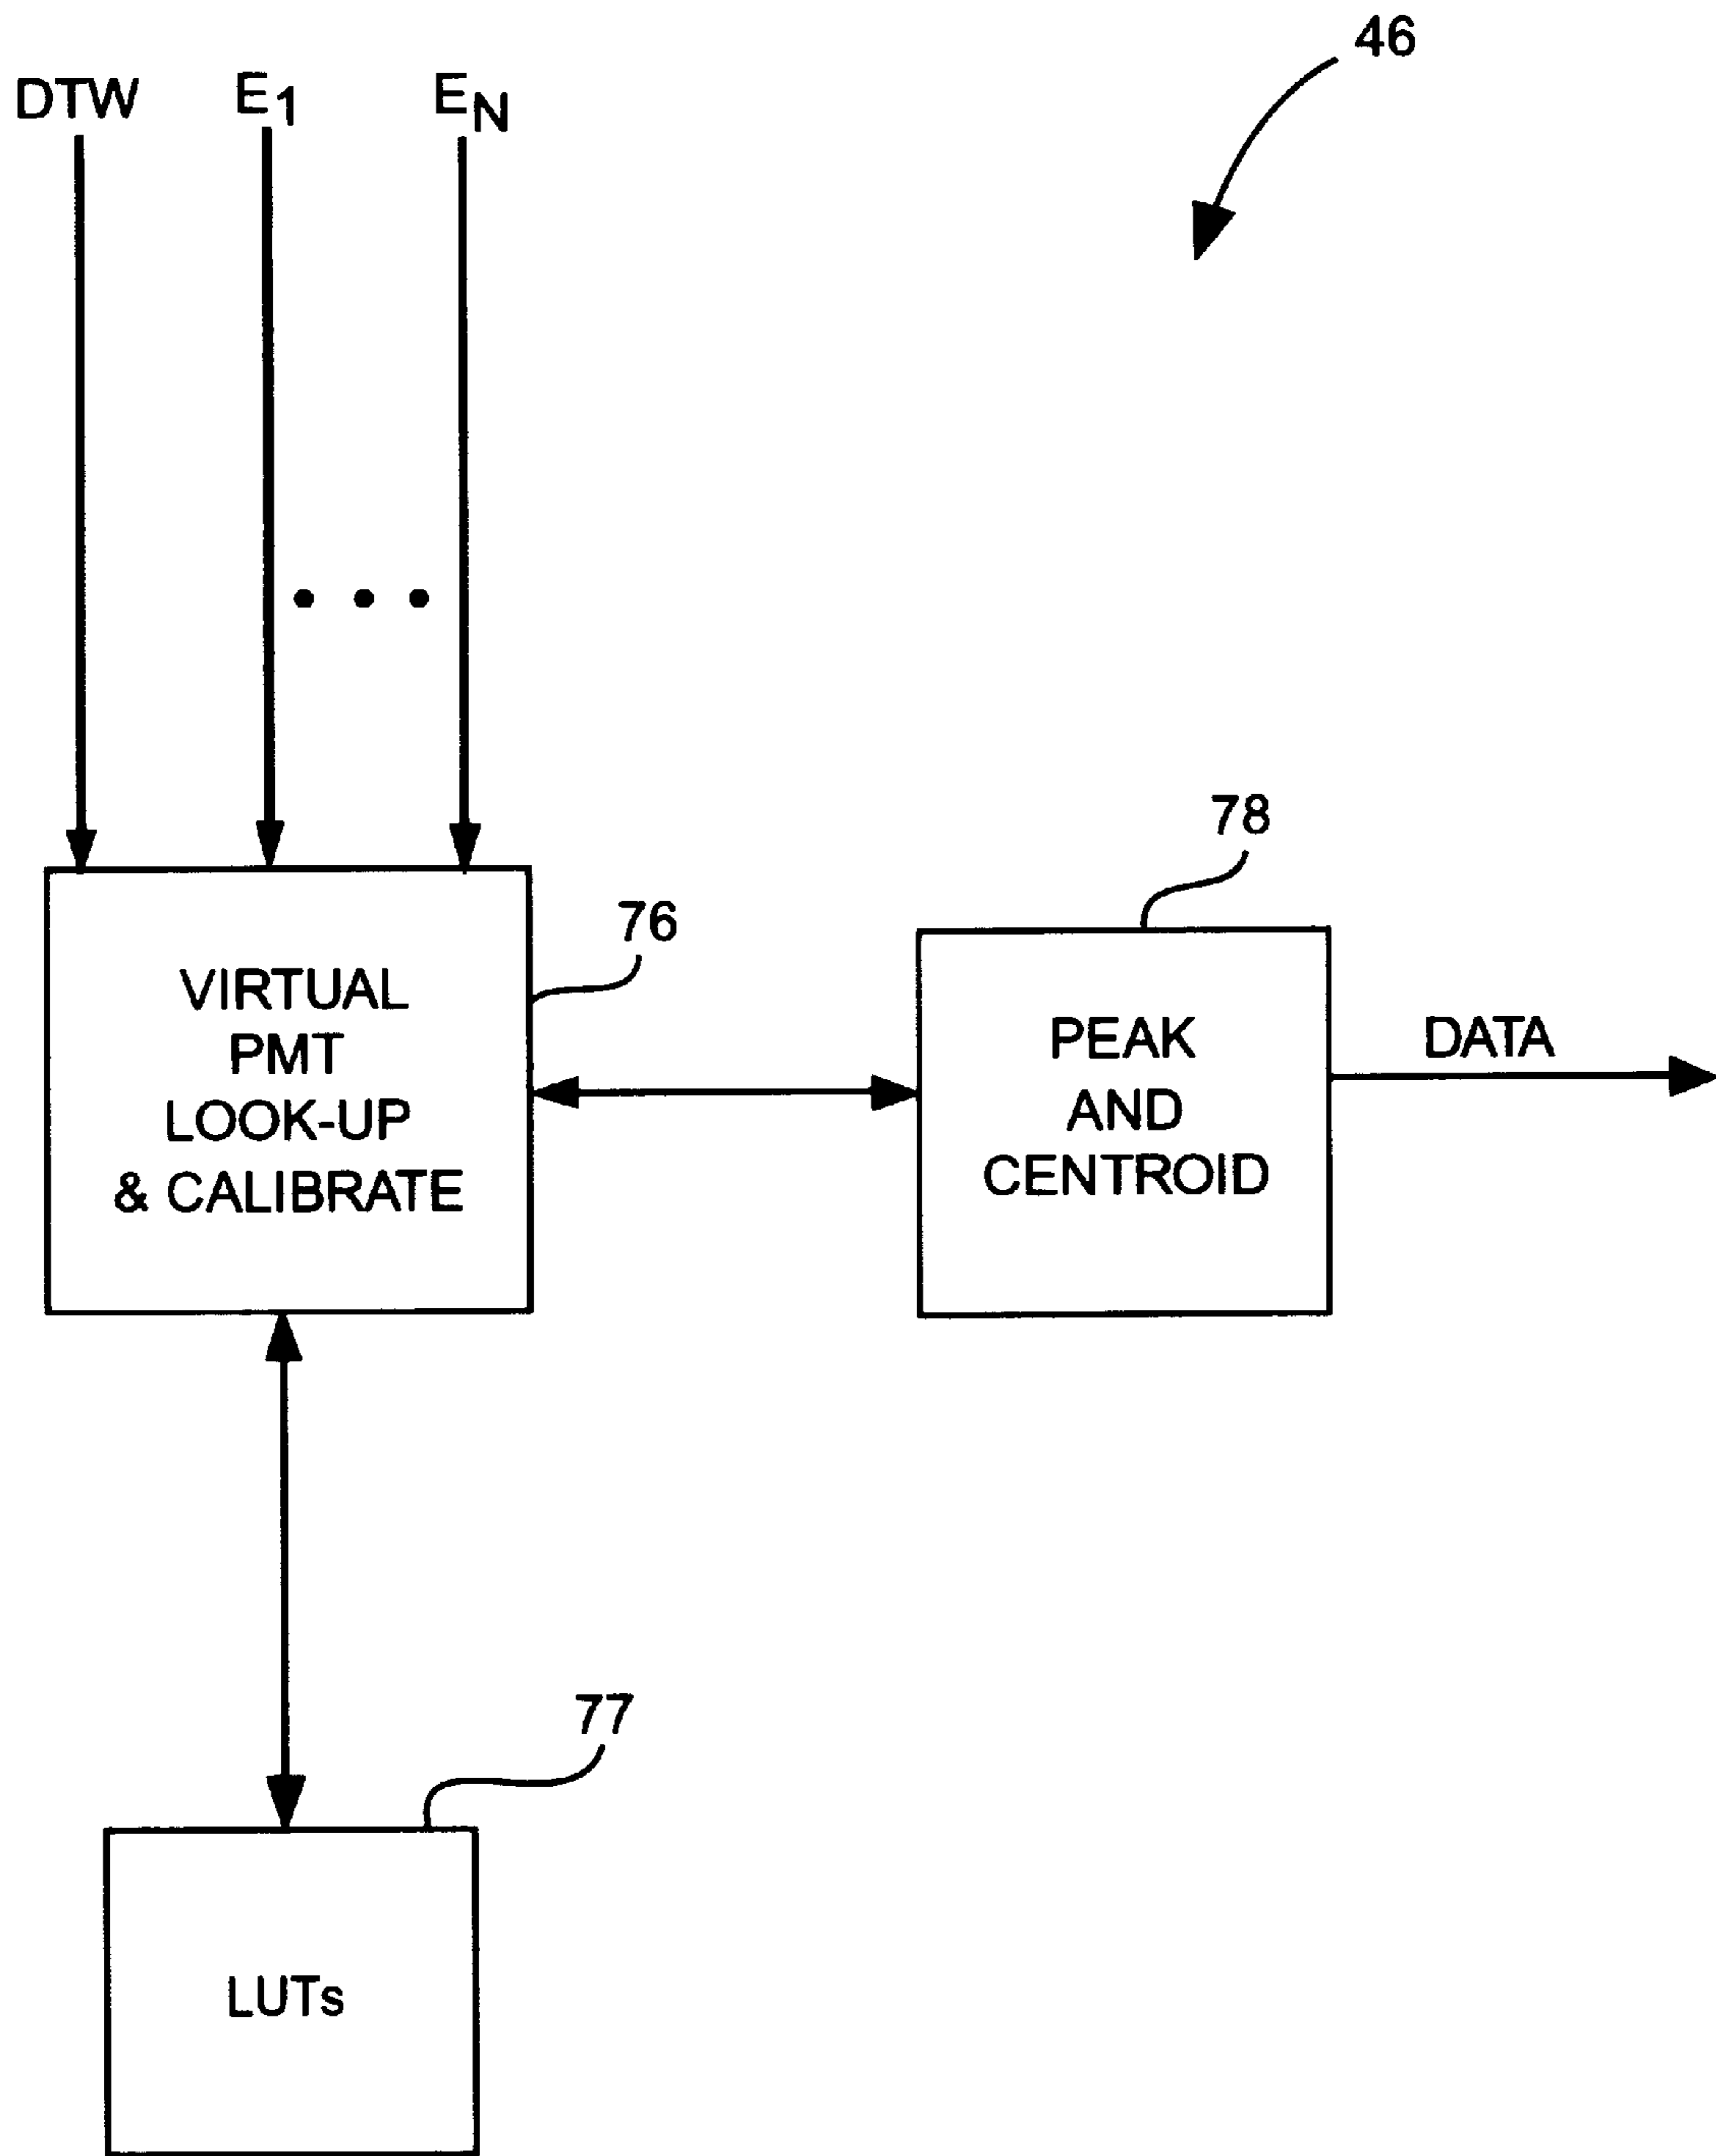 46
DTW E1 EN
78
76
VIRTUAL
PMT
LOOK-UP
& CALIBRATE
PEAK
AND
CENTROID
DATA
77
LUTs